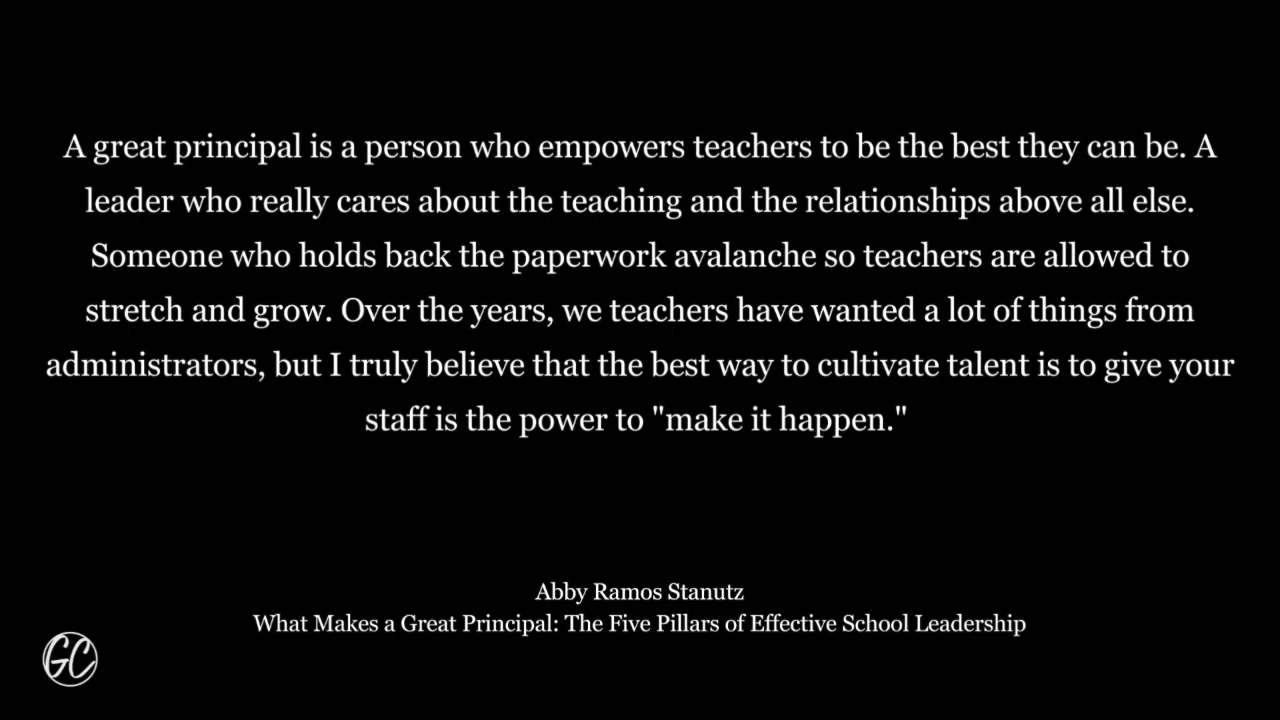 A great principal is a person who empowers teachers to be the best they can be. A
leader who really cares about the teaching and the relationships above all else.
Someone who holds back the paperwork avalanche so teachers are allowed to
stretch and grow. Over the years, we teachers have wanted a lot of things from
administrators, but I truly believe that the best way to cultivate talent is to give your
staff is the power to "make it happen."
Abby Ramos Stanutz
What Makes a Great Principal: The Five Pillars of Effective School Leadership
GC